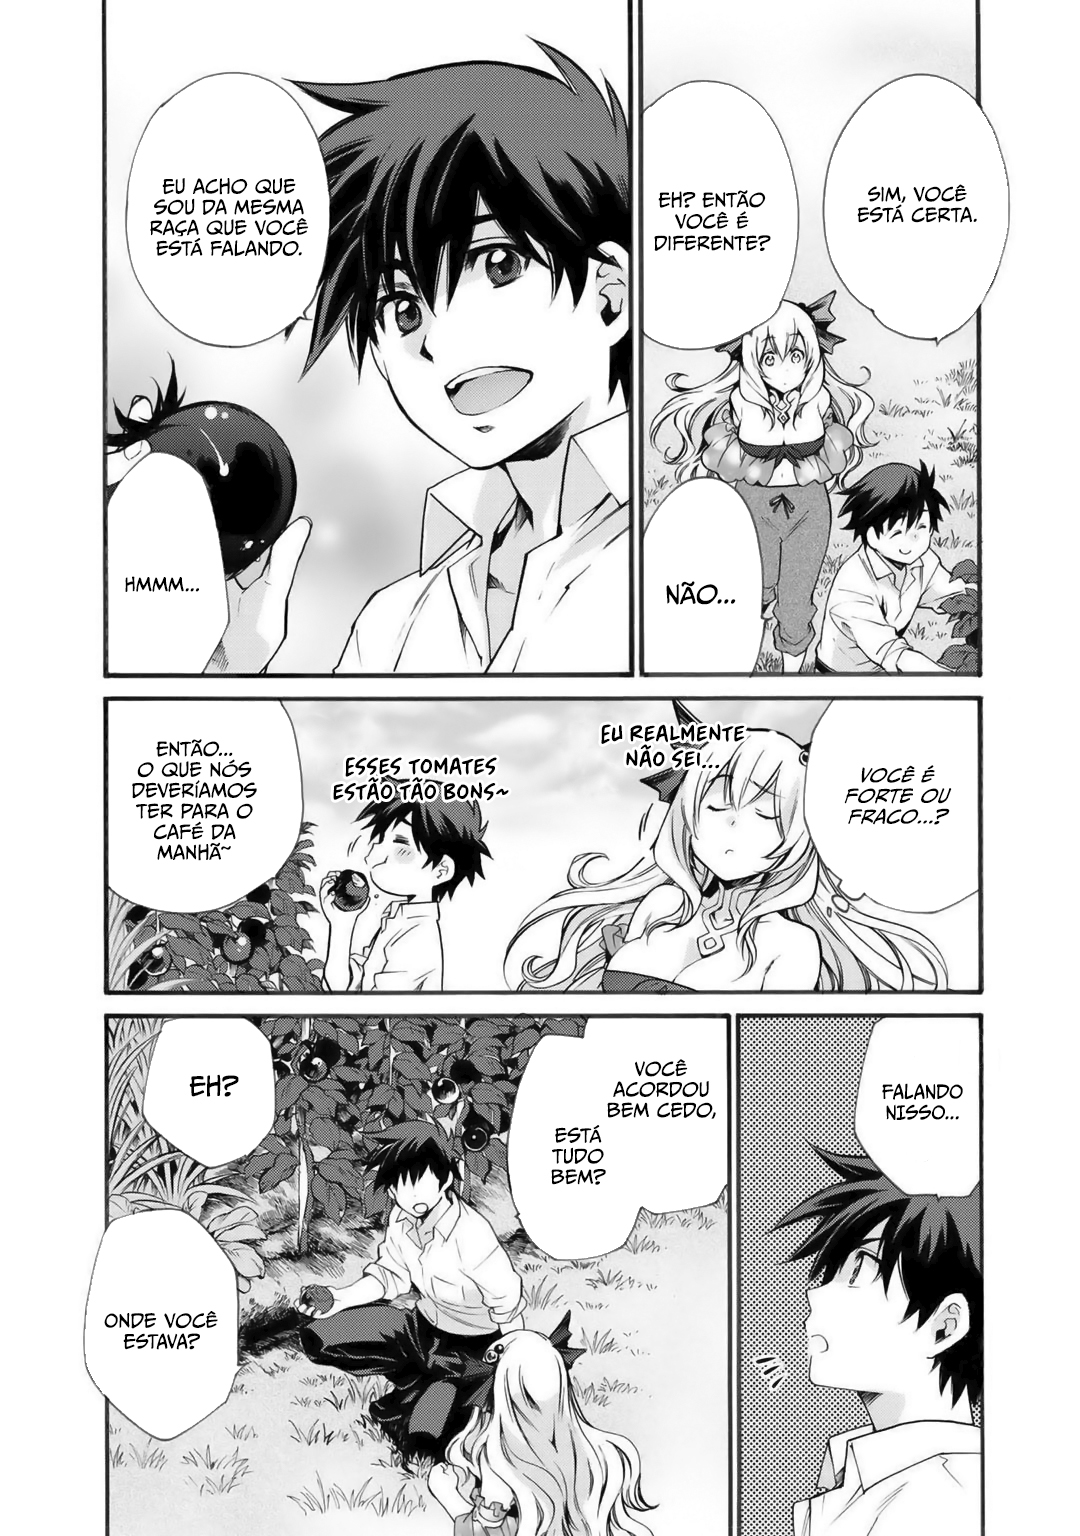 SIM, VOCÊ
ESTÁ CERTA.
EH? ENTÃO
VOCÊ É
DIFERENTE?
NÃO...
EU ACHO QUE
SOU DA MESMA
RAÇA QUE VOCÊ
ESTÁ FALANDO.
HMMM...
VOCÊ É
FORTE OU
FRACO...?
EU REALMENTE
NÃO SEI...
ESSES TOMATES
ESTÃO TÃO BONS~
ENTÃO...
O QUE NÓS
DEVERÍAMOS
TER PARA O
CAFÉ DA
MANHÃ~
FALANDO
NISSO...
VOCÊ
ACORDOU
BEM CEDO,
ESTÁ
TUDO
BEM?
EH?
ONDE VOCÊ
ESTAVA?